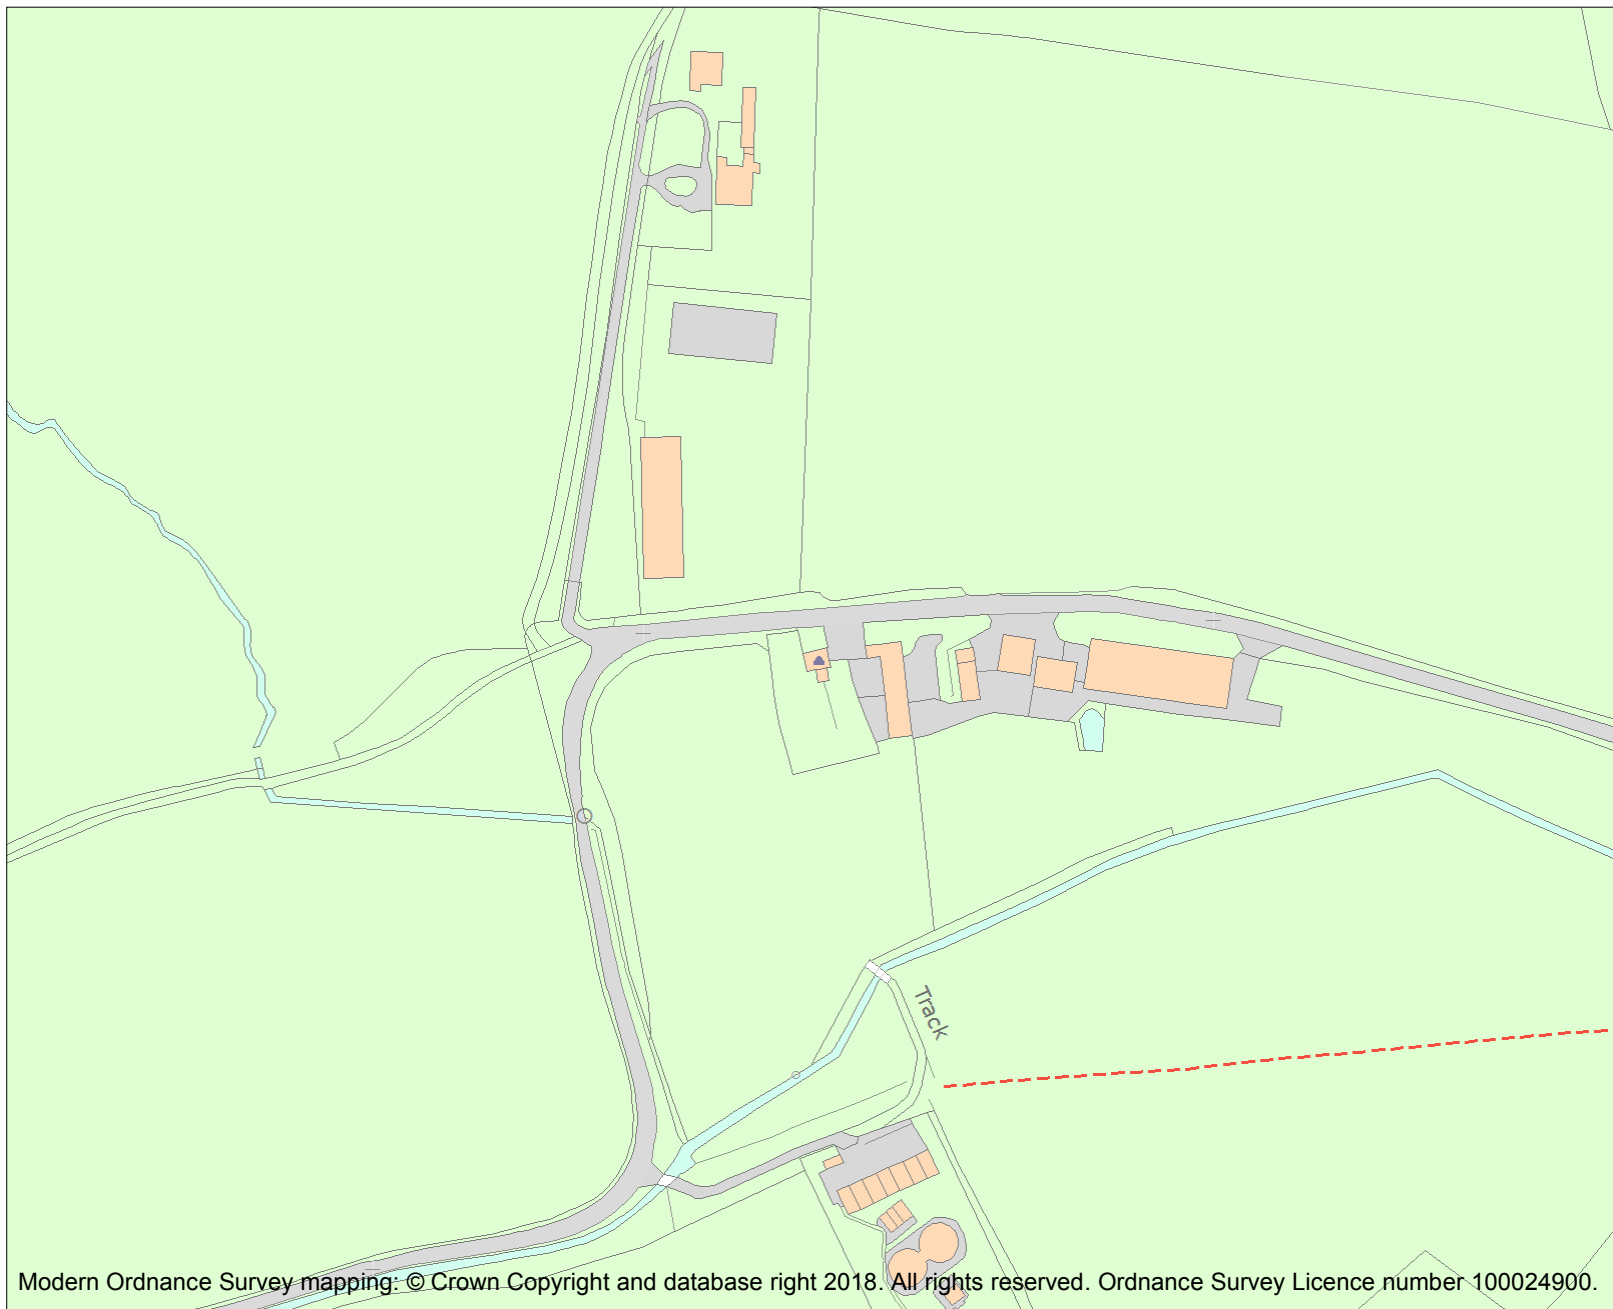 Track
Modern Ordnance Survey mapping: © Crown Copyright and database right 2018. All rights reserved. Ordnance Survey Licence number 100024900.